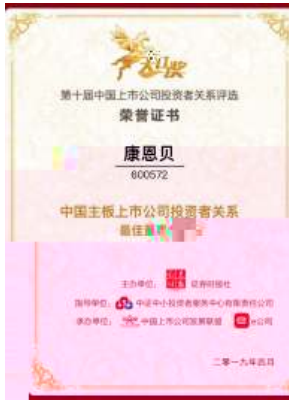 天马奖
第十届中国上市公司投资者关系评选
荣誉证书
康恩贝
600572
中国主板上市公司投资者关系
最佳
主办单位： 证券时报社
指导单位： 中证中小投资者服务中心有限责任公司
承办单位： 中国上市公司发展联盟 e公司
二零一九年四月